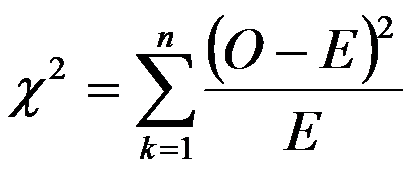 χ² = ∑_{k=1}^{n} (O − E)² / E